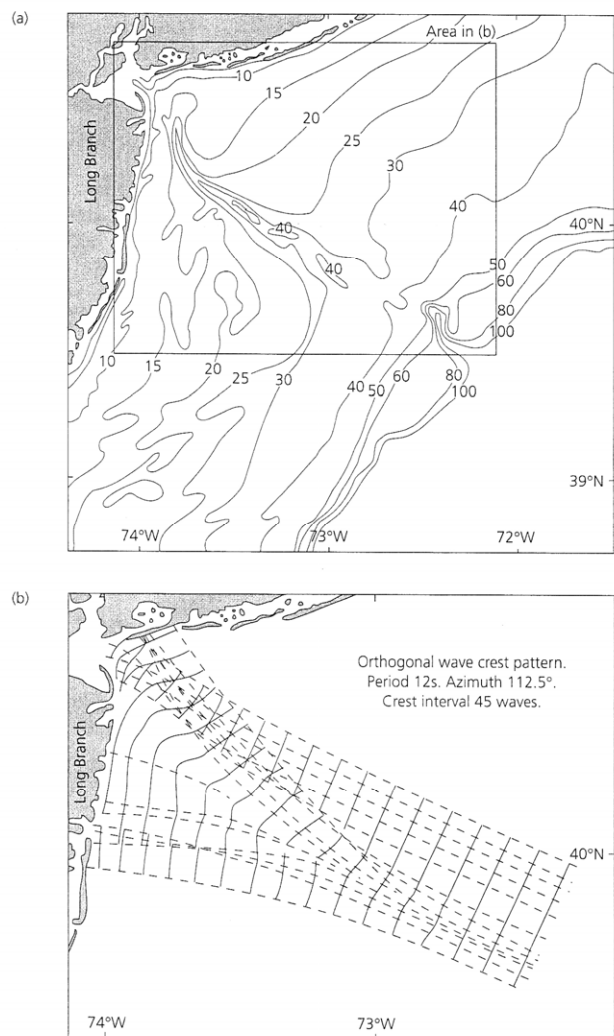 (a)
Area in (b)
10
15
20
25
30
40
Long Branch
40
40
40°N
50
60
80
100
10
15
20
25
30
40
50
60
80
100
39°N
74°W
73°W
72°W
(b)
Orthogonal wave crest pattern.
Period 12s. Azimuth 112.5°.
Crest interval 45 waves.
Long Branch
40°N
74°W
73°W